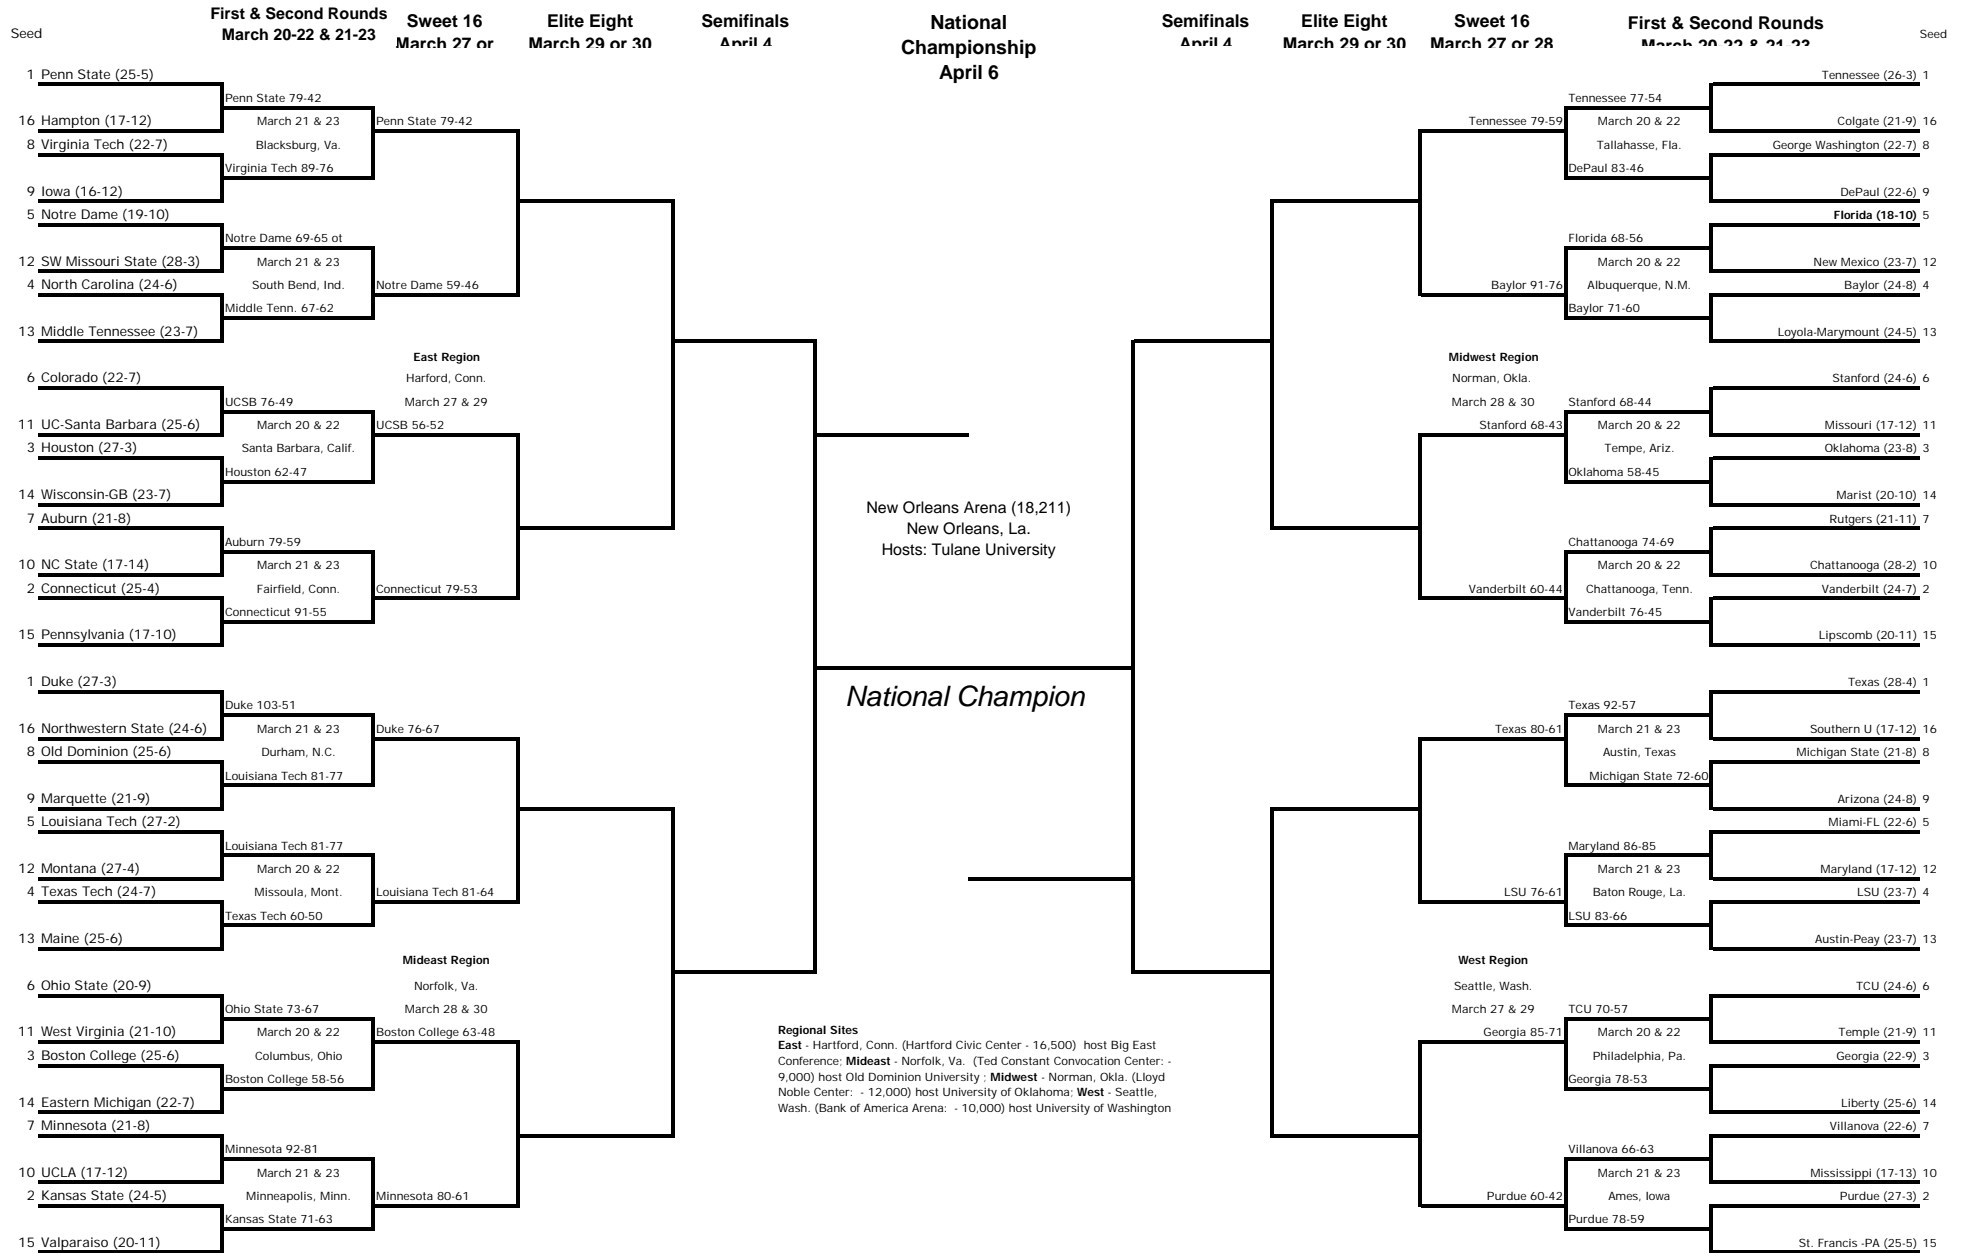 Seed
First & Second Rounds
March 20-22 & 21-23
Sweet 16
March 27 or
Elite Eight
March 29 or 30
Semifinals
April 4
National
Championship
April 6
Semifinals
April 4
Elite Eight
March 29 or 30
Sweet 16
March 27 or 28
First & Second Rounds
March 20-22 & 21-23
Seed
1 Penn State (25-5)
Penn State 79-42
16 Hampton (17-12)
March 21 & 23
Penn State 79-42
8 Virginia Tech (22-7)
Blacksburg, Va.
Virginia Tech 89-76
9 Iowa (16-12)
5 Notre Dame (19-10)
Notre Dame 69-65 ot
12 SW Missouri State (28-3)
March 21 & 23
4 North Carolina (24-6)
South Bend, Ind.
Notre Dame 59-46
Middle Tenn. 67-62
13 Middle Tennessee (23-7)
East Region
Harford, Conn.
March 27 & 29
6 Colorado (22-7)
UCSB 76-49
11 UC-Santa Barbara (25-6)
March 20 & 22
UCSB 56-52
3 Houston (27-3)
Santa Barbara, Calif.
Houston 62-47
14 Wisconsin-GB (23-7)
7 Auburn (21-8)
Auburn 79-59
10 NC State (17-14)
March 21 & 23
2 Connecticut (25-4)
Fairfield, Conn.
Connecticut 79-53
Connecticut 91-55
15 Pennsylvania (17-10)
1 Duke (27-3)
Duke 103-51
16 Northwestern State (24-6)
March 21 & 23
Duke 76-67
8 Old Dominion (25-6)
Durham, N.C.
Louisiana Tech 81-77
9 Marquette (21-9)
5 Louisiana Tech (27-2)
Louisiana Tech 81-77
12 Montana (27-4)
March 20 & 22
4 Texas Tech (24-7)
Missoula, Mont.
Louisiana Tech 81-64
Texas Tech 60-50
13 Maine (25-6)
Mideast Region
Norfolk, Va.
March 28 & 30
6 Ohio State (20-9)
Ohio State 73-67
11 West Virginia (21-10)
March 20 & 22
Boston College 63-48
3 Boston College (25-6)
Columbus, Ohio
Boston College 58-56
14 Eastern Michigan (22-7)
7 Minnesota (21-8)
Minnesota 92-81
10 UCLA (17-12)
March 21 & 23
2 Kansas State (24-5)
Minneapolis, Minn.
Minnesota 80-61
Kansas State 71-63
15 Valparaiso (20-11)
New Orleans Arena (18,211)
New Orleans, La.
Hosts: Tulane University
National Champion
Regional Sites
East - Hartford, Conn. (Hartford Civic Center - 16,500) host Big East
Conference; Mideast - Norfolk, Va. (Ted Constant Convocation Center: -
9,000) host Old Dominion University ; Midwest - Norman, Okla. (Lloyd
Noble Center: - 12,000) host University of Oklahoma; West - Seattle,
Wash. (Bank of America Arena: - 10,000) host University of Washington
Tennessee (26-3) 1
Tennessee 77-54
Tennessee 79-59
March 20 & 22
Colgate (21-9) 16
Tallahasse, Fla.
George Washington (22-7) 8
DePaul 83-46
DePaul (22-6) 9
Florida (18-10) 5
Florida 68-56
March 20 & 22
New Mexico (23-7) 12
Baylor 91-76
Albuquerque, N.M.
Baylor (24-8) 4
Baylor 71-60
Loyola-Marymount (24-5) 13
Midwest Region
Norman, Okla.
March 28 & 30
Stanford (24-6) 6
Stanford 68-44
Stanford 68-43
March 20 & 22
Missouri (17-12) 11
Tempe, Ariz.
Oklahoma (23-8) 3
Oklahoma 58-45
Marist (20-10) 14
Rutgers (21-11) 7
Chattanooga 74-69
March 20 & 22
Chattanooga (28-2) 10
Vanderbilt 60-44
Chattanooga, Tenn.
Vanderbilt (24-7) 2
Vanderbilt 76-45
Lipscomb (20-11) 15
Texas (28-4) 1
Texas 92-57
Texas 80-61
March 21 & 23
Southern U (17-12) 16
Austin, Texas
Michigan State (21-8) 8
Michigan State 72-60
Arizona (24-8) 9
Miami-FL (22-6) 5
Maryland 86-85
March 21 & 23
Maryland (17-12) 12
LSU 76-61
Baton Rouge, La.
LSU (23-7) 4
LSU 83-66
Austin-Peay (23-7) 13
West Region
Seattle, Wash.
March 27 & 29
TCU (24-6) 6
TCU 70-57
Georgia 85-71
March 20 & 22
Temple (21-9) 11
Philadelphia, Pa.
Georgia (22-9) 3
Georgia 78-53
Liberty (25-6) 14
Villanova (22-6) 7
Villanova 66-63
March 21 & 23
Mississippi (17-13) 10
Purdue 60-42
Ames, Iowa
Purdue (27-3) 2
Purdue 78-59
St. Francis -PA (25-5) 15